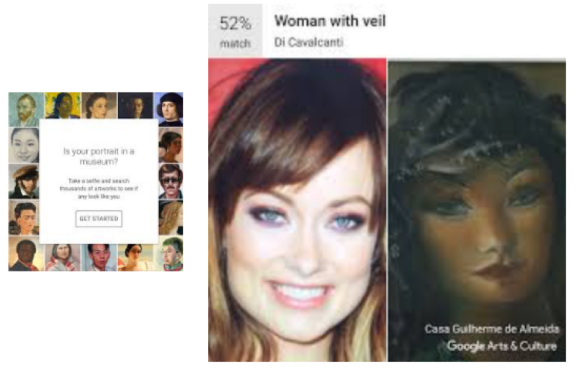 Is your portrait in a
museum?
Take a selfie and search
thousands of artworks to see if
any look like you
GET STARTED
52%
match
Woman with veil
Di Cavalcanti
Casa Guilherme de Almeida
Google Arts & Culture